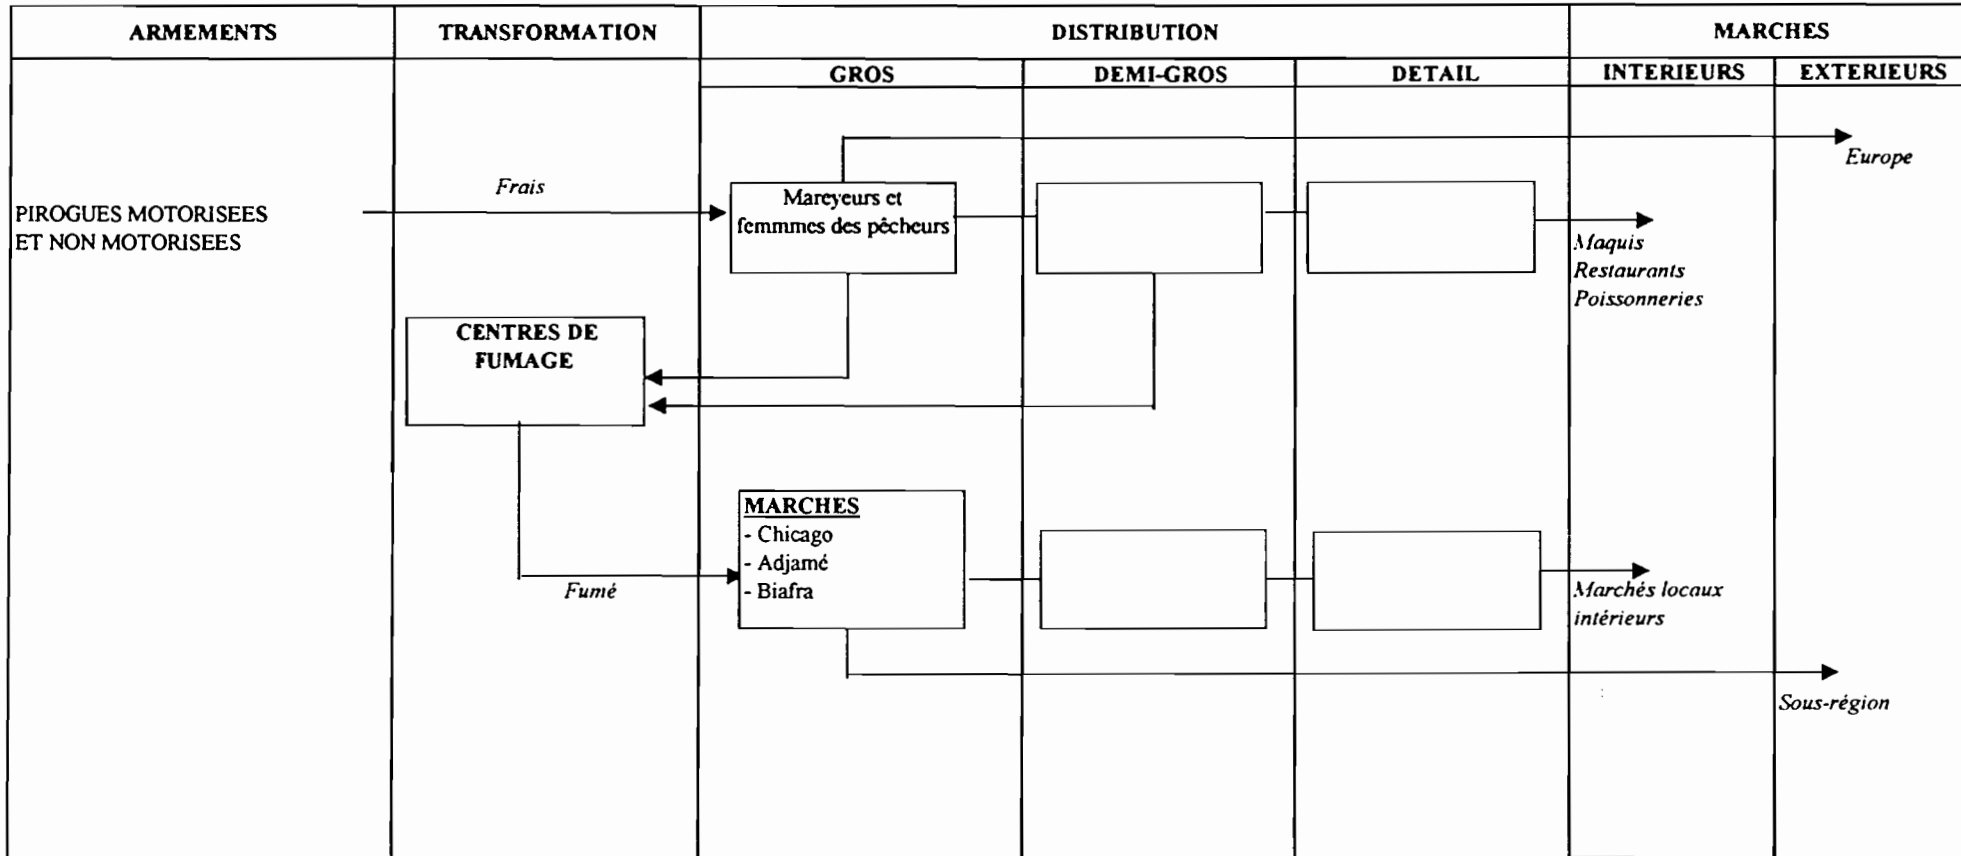 ARMEMENTS
TRANSFORMATION
DISTRIBUTION
MARCHES
GROS
DEMI-GROS
DETAIL
INTERIEURS
EXTERIEURS
Europe
Frais
PIROGUES MOTORISEES
ET NON MOTORISEES
Mareyeurs et
femmmes des pêcheurs
Maquis
Restaurants
Poissonneries
CENTRES DE
FUMAGE
MARCHES
- Chicago
- Adjamé
- Biafra
Fumé
Marchés locaux
intérieurs
Sous-région